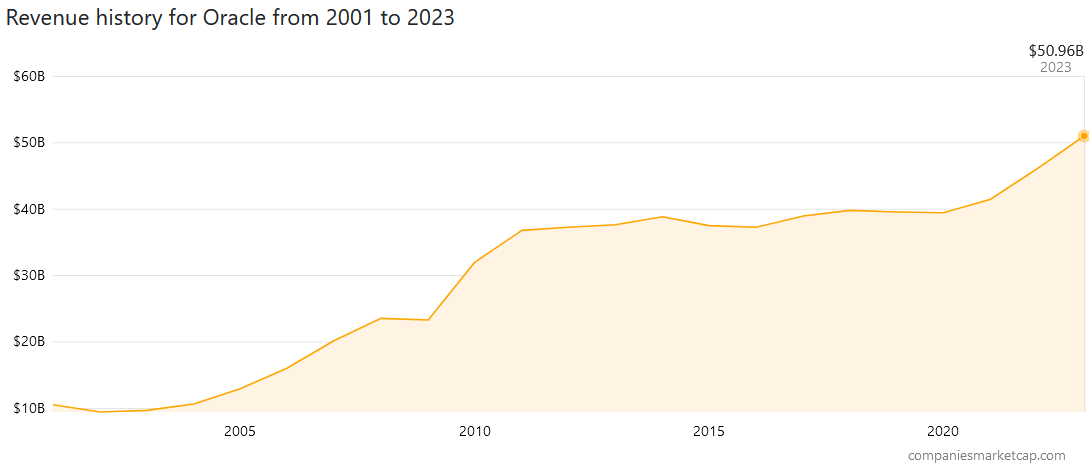 Revenue history for Oracle from 2001 to 2023
$50.96B
2023
$60B
$50B
$40B
$30B
$20B
$10B
2005 2010 2015 2020
companiesmarketcap.com